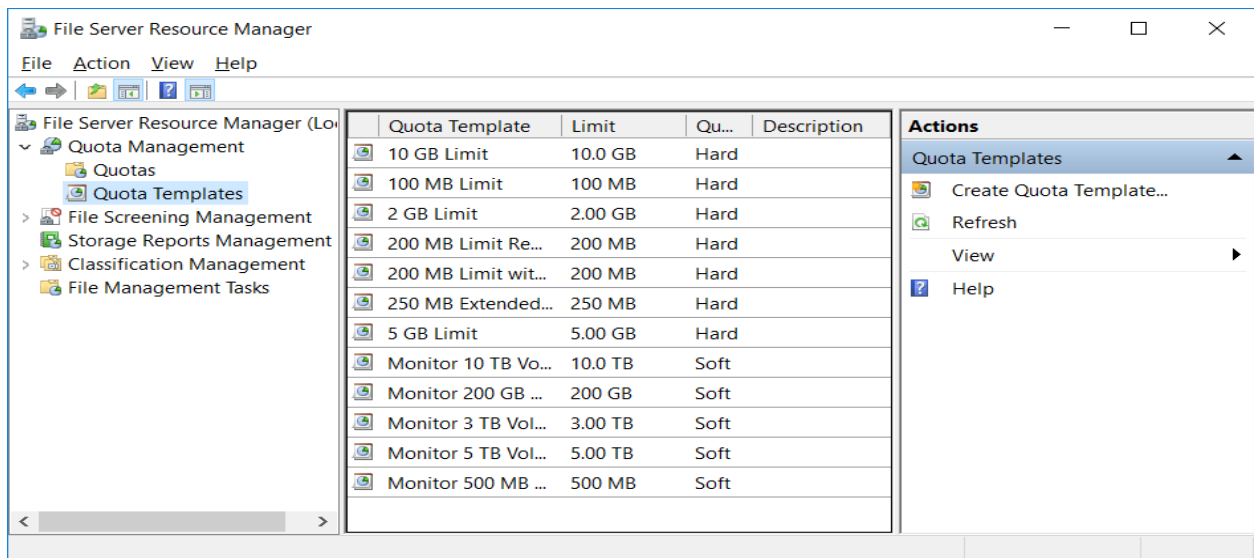 File Server Resource Manager
File Action View Help
File Server Resource Manager (Lo
Quota Management
Quotas
Quota Templates
File Screening Management
Storage Reports Management
Classification Management
File Management Tasks
Quota Template Limit Qu... Description
10 GB Limit 10.0 GB Hard
100 MB Limit 100 MB Hard
2 GB Limit 2.00 GB Hard
200 MB Limit Re... 200 MB Hard
200 MB Limit wit... 200 MB Hard
250 MB Extended... 250 MB Hard
5 GB Limit 5.00 GB Hard
Monitor 10 TB Vo... 10.0 TB Soft
Monitor 200 GB ... 200 GB Soft
Monitor 3 TB Vol... 3.00 TB Soft
Monitor 5 TB Vol... 5.00 TB Soft
Monitor 500 MB ... 500 MB Soft
Actions
Quota Templates
Create Quota Template...
Refresh
View
Help